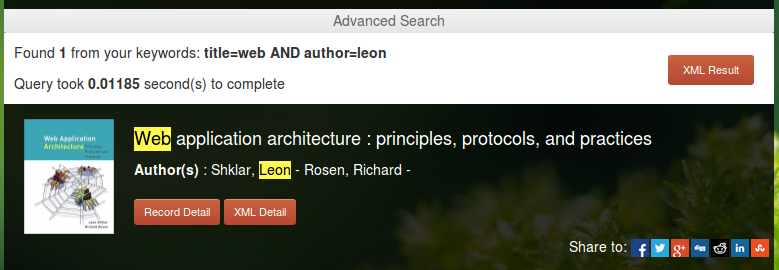 Advanced Search
Found 1 from your keywords: title=web AND author=leon
Query took 0.01185 second(s) to complete
XML Result
Web Application
Architecture
Web application architecture : principles, protocols, and practices
Author(s) : Shklar, Leon - Rosen, Richard -
Record Detail XML Detail
Leon Shklar
Richard Rosen
Share to: